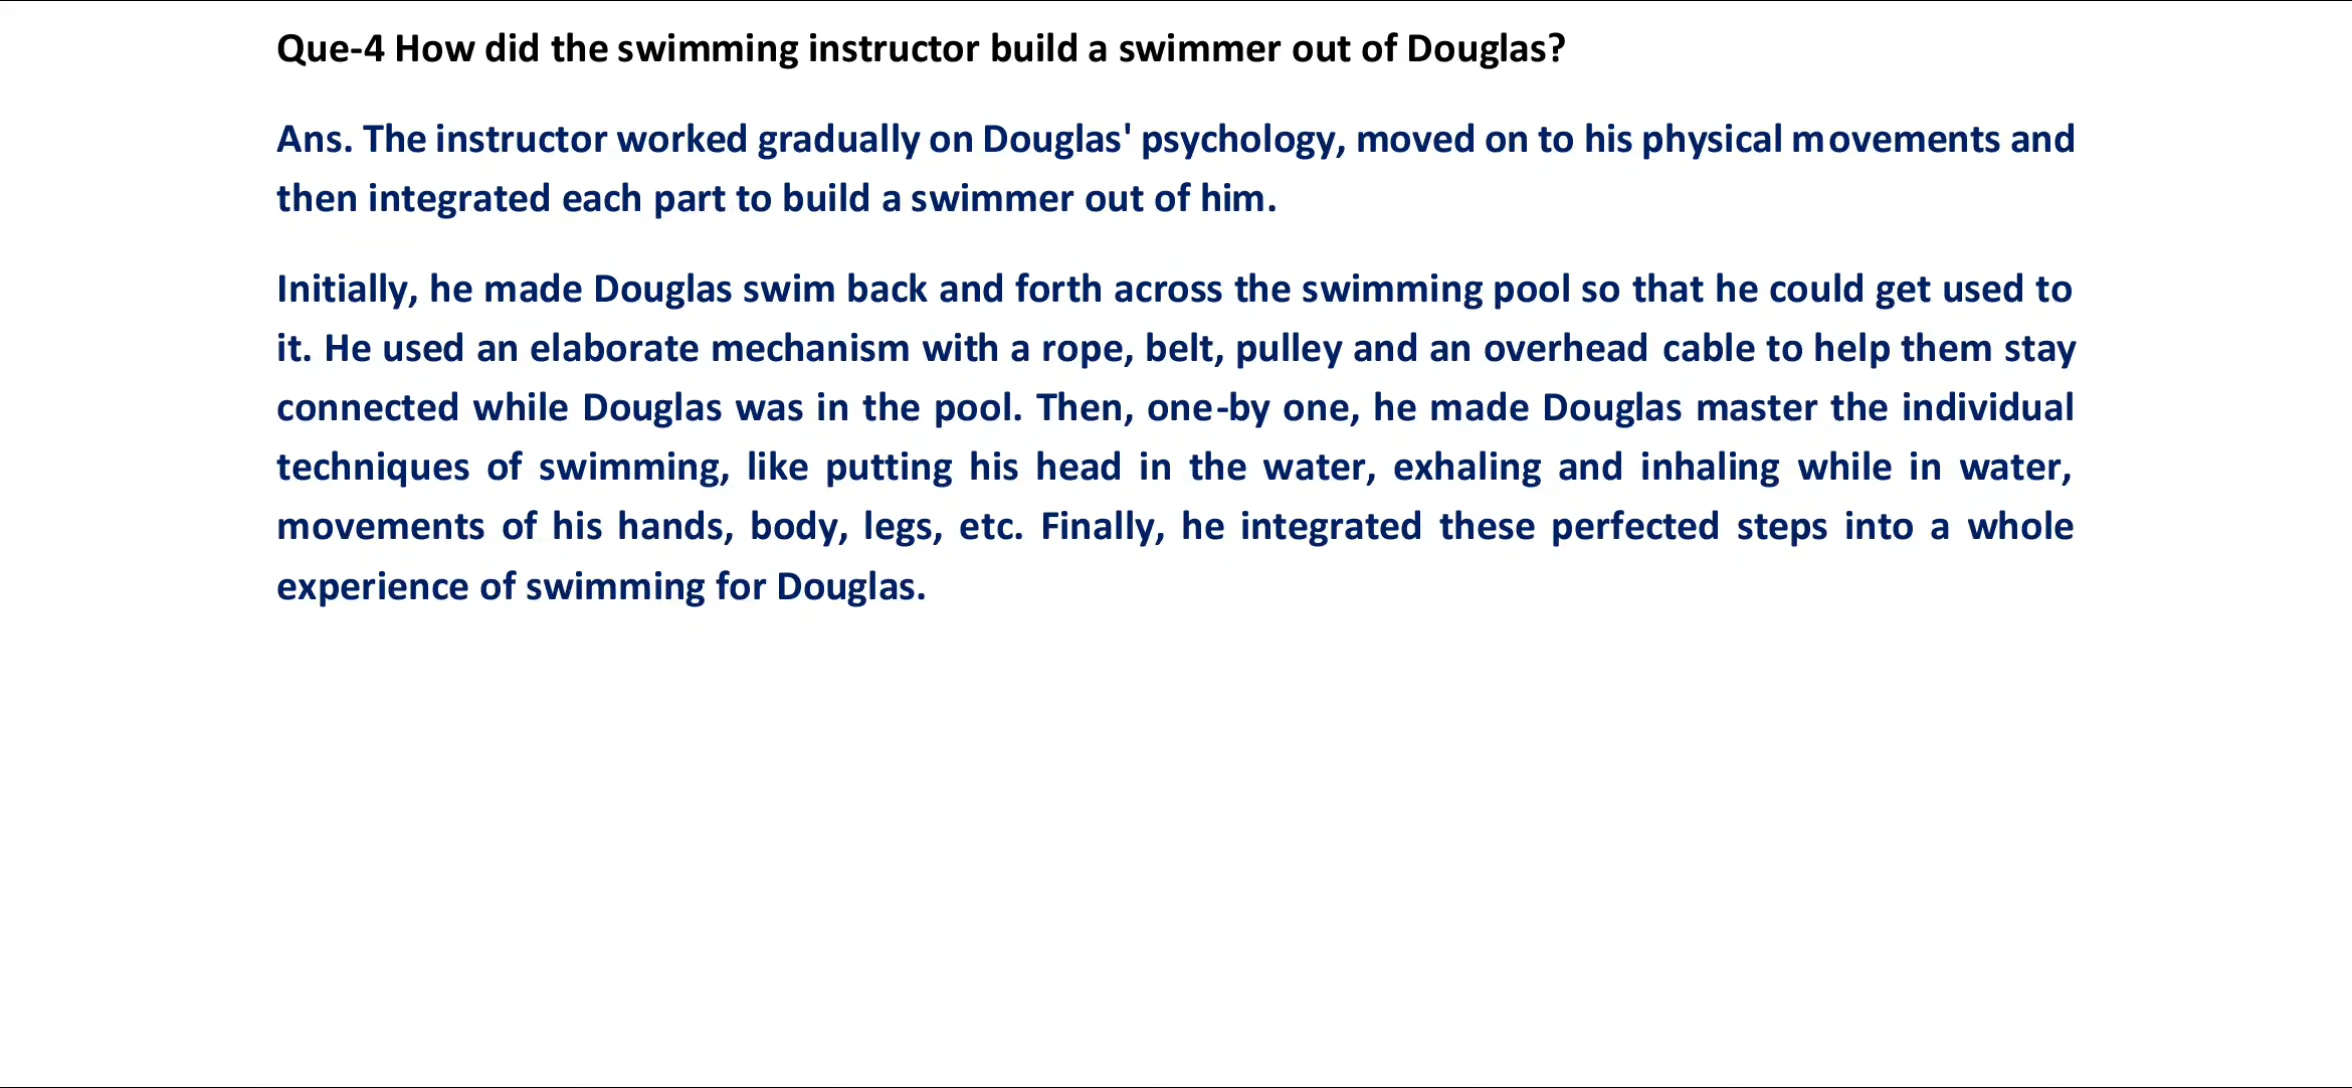 Que-4 How did the swimming instructor build a swimmer out of Douglas?
Ans. The instructor worked gradually on Douglas' psychology, moved on to his physical movements and
then integrated each part to build a swimmer out of him.
Initially, he made Douglas swim back and forth across the swimming pool so that he could get used to
it. He used an elaborate mechanism with a rope, belt, pulley and an overhead cable to help them stay
connected while Douglas was in the pool. Then, one-by one, he made Douglas master the individual
techniques of swimming, like putting his head in the water, exhaling and inhaling while in water,
movements of his hands, body, legs, etc. Finally, he integrated these perfected steps into a whole
experience of swimming for Douglas.